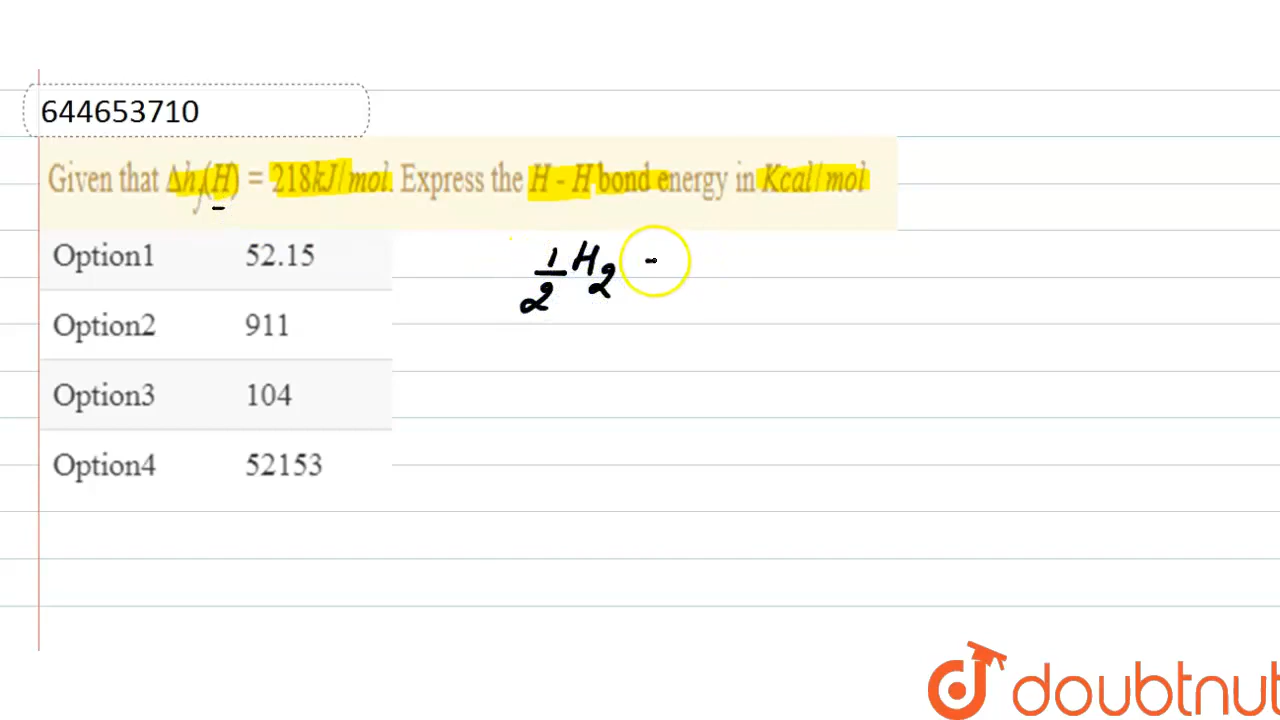 644653710
Given that Δh_f(H) = 218kJ/mol. Express the H - H bond energy in Kcal/mol
Option1 52.15
Option2 911
Option3 104
Option4 52153
1/2 H₂ -
doubtnut